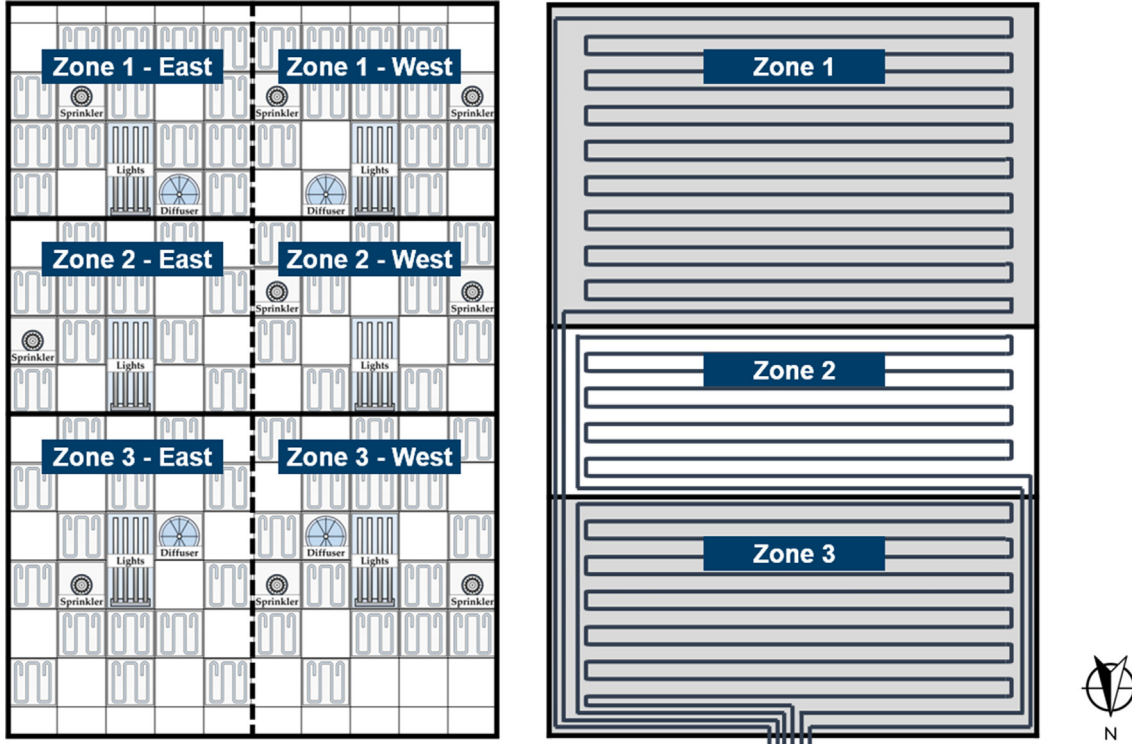 Zone 1 - East
Zone 1 - West
Sprinkler
Sprinkler
Sprinkler
Lights
Lights
Diffuser
Diffuser
Zone 2 - East
Zone 2 - West
Sprinkler
Sprinkler
Sprinkler
Lights
Lights
Zone 3 - East
Zone 3 - West
Diffuser
Diffuser
Lights
Lights
Sprinkler
Sprinkler
Sprinkler
Zone 1
Zone 2
Zone 3
N